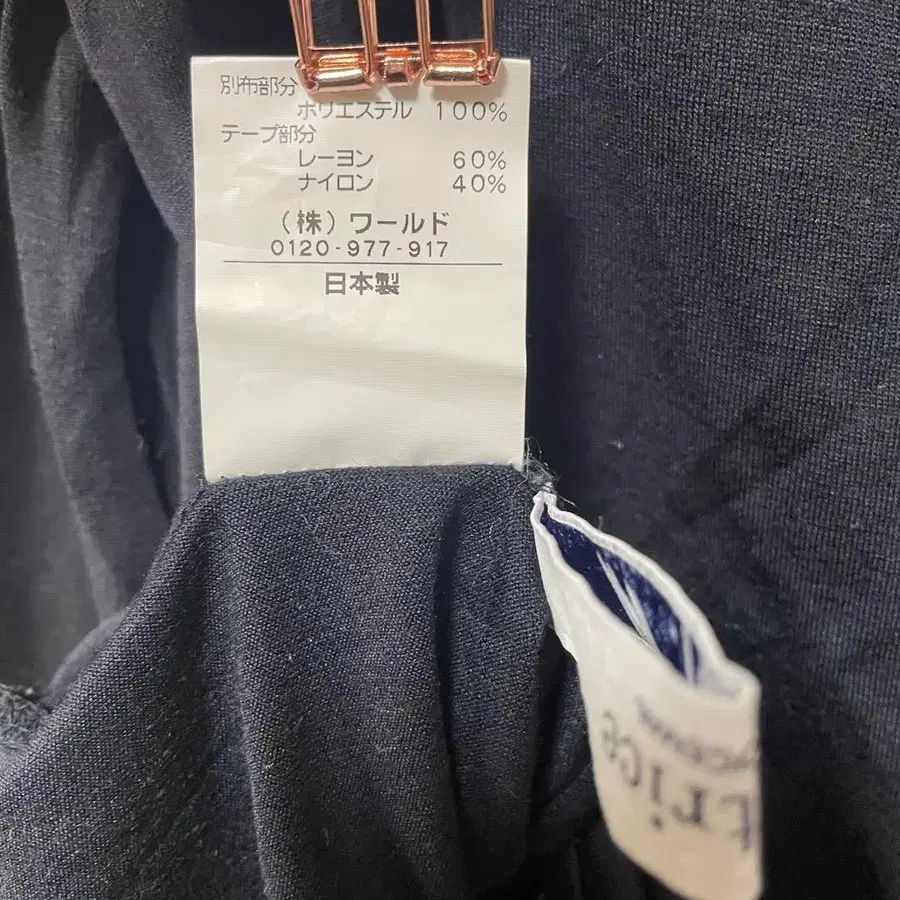 別布部分
ポリエステル 100%
テープ部分
レーヨン 60%
ナイロン 40%
(株)ワールド
0120-977-917
日本製
trice